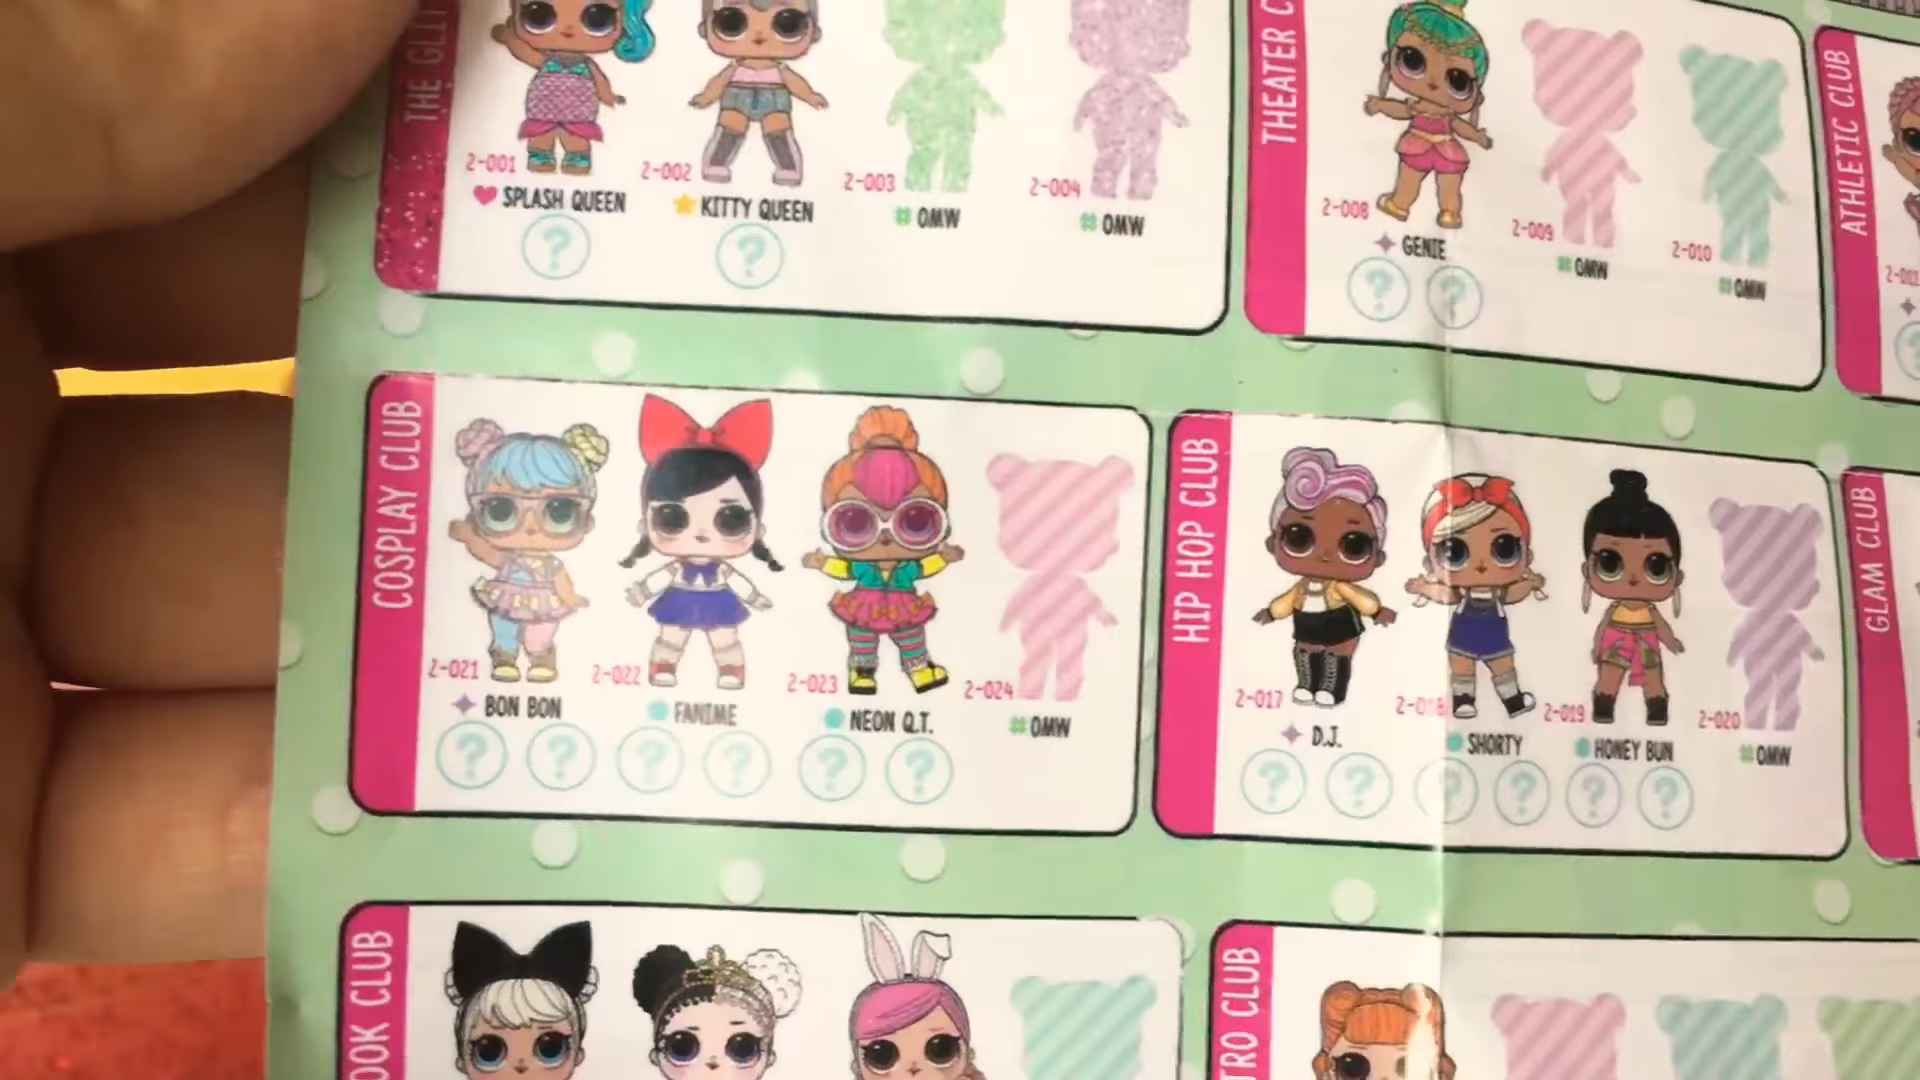 THE GLIT
2-001
SPLASH QUEEN
?
2-002
KITTY QUEEN
?
2-003
# OMW
2-004
# OMW
THEATER C
2-008
GENIE
? ?
2-009
# OMW
2-010
# OMW
ATHLETIC CLUB
COSPLAY CLUB
2-021
BON BON
? ?
2-022
FANIME
? ?
2-023
NEON Q.T.
? ?
2-024
# OMW
HIP HOP CLUB
2-017
D.J.
? ?
2-018
SHORTY
? ?
2-019
HONEY BUN
? ?
2-020
# OMW
GLAM CLUB
OOK CLUB
TRO CLUB